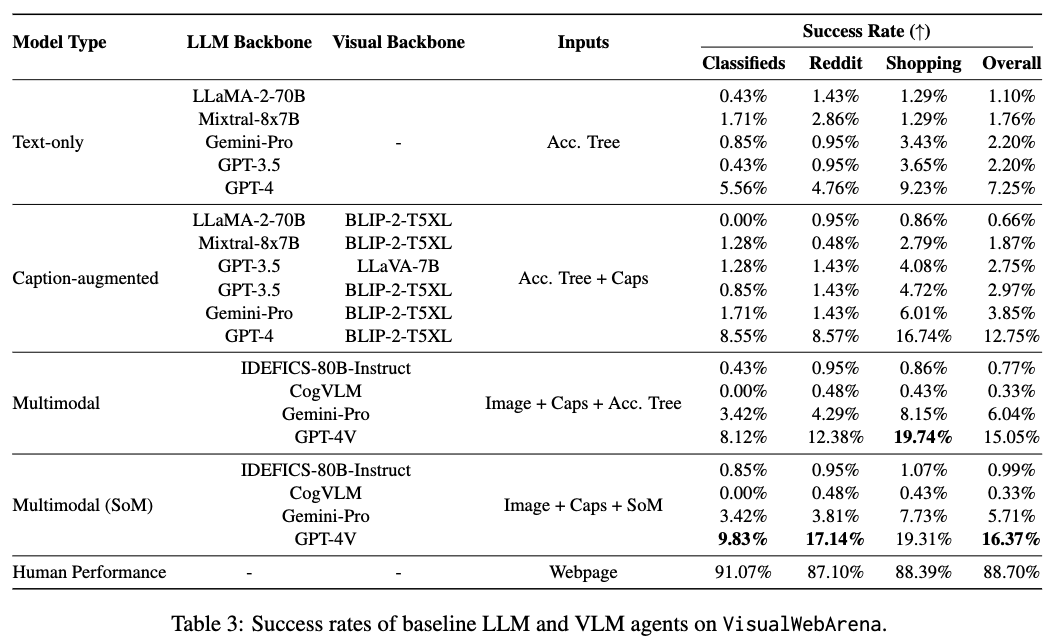 Model Type LLM Backbone Visual Backbone Inputs Success Rate (↑)
Classifieds Reddit Shopping Overall
LLaMA-2-70B 0.43% 1.43% 1.29% 1.10%
Mixtral-8x7B 1.71% 2.86% 1.29% 1.76%
Text-only Gemini-Pro - Acc. Tree 0.85% 0.95% 3.43% 2.20%
GPT-3.5 0.43% 0.95% 3.65% 2.20%
GPT-4 5.56% 4.76% 9.23% 7.25%
LLaMA-2-70B BLIP-2-T5XL 0.00% 0.95% 0.86% 0.66%
Mixtral-8x7B BLIP-2-T5XL 1.28% 0.48% 2.79% 1.87%
GPT-3.5 LLaVA-7B 1.28% 1.43% 4.08% 2.75%
Caption-augmented Acc. Tree + Caps
GPT-3.5 BLIP-2-T5XL 0.85% 1.43% 4.72% 2.97%
Gemini-Pro BLIP-2-T5XL 1.71% 1.43% 6.01% 3.85%
GPT-4 BLIP-2-T5XL 8.55% 8.57% 16.74% 12.75%
IDEFICS-80B-Instruct 0.43% 0.95% 0.86% 0.77%
CogVLM 0.00% 0.48% 0.43% 0.33%
Multimodal Image + Caps + Acc. Tree
Gemini-Pro 3.42% 4.29% 8.15% 6.04%
GPT-4V 8.12% 12.38% 19.74% 15.05%
IDEFICS-80B-Instruct 0.85% 0.95% 1.07% 0.99%
CogVLM 0.00% 0.48% 0.43% 0.33%
Multimodal (SoM) Image + Caps + SoM
Gemini-Pro 3.42% 3.81% 7.73% 5.71%
GPT-4V 9.83% 17.14% 19.31% 16.37%
Human Performance - - Webpage 91.07% 87.10% 88.39% 88.70%
Table 3: Success rates of baseline LLM and VLM agents on VisualWebArena.